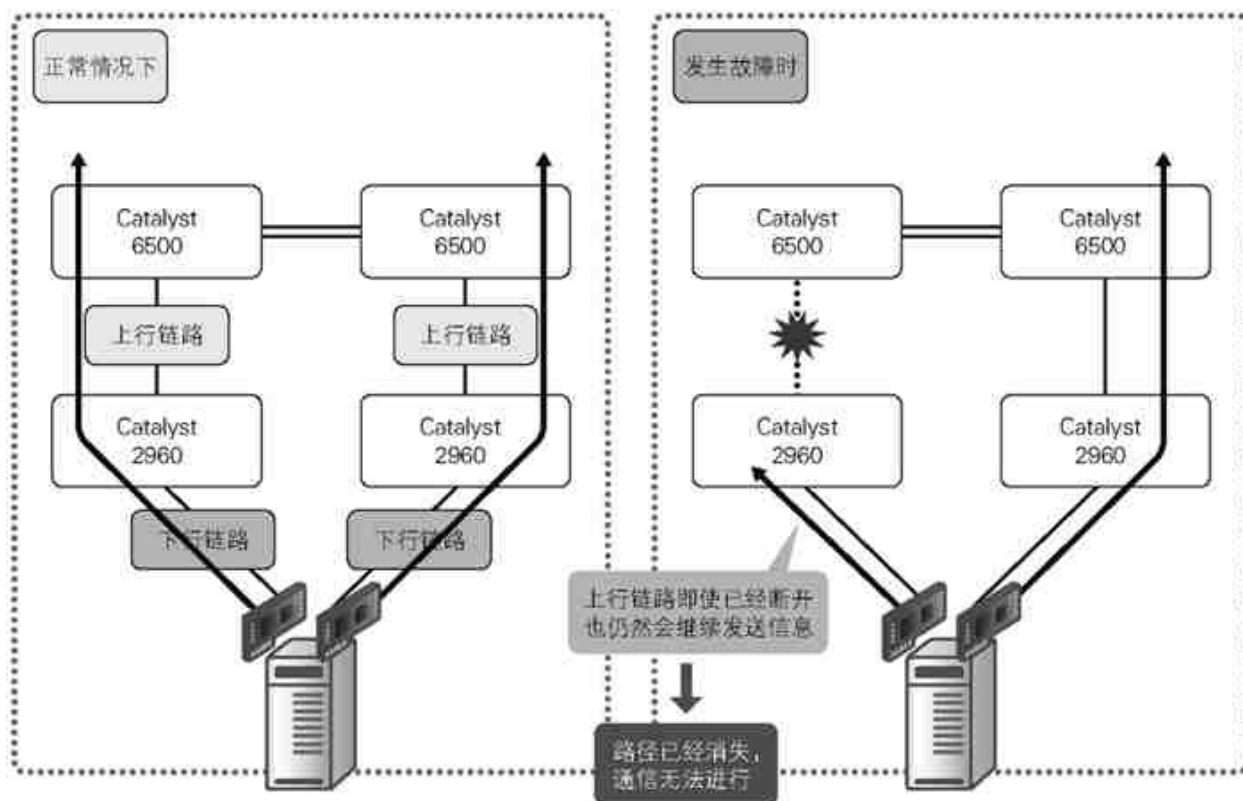 正常情况下
Catalyst
6500
Catalyst
6500
上行链路
上行链路
Catalyst
2960
Catalyst
2960
下行链路
下行链路
发生故障时
Catalyst
6500
Catalyst
6500
Catalyst
2960
Catalyst
2960
上行链路即使已经断开
也仍然会继续发送信息
路径已经消失，
通信无法进行